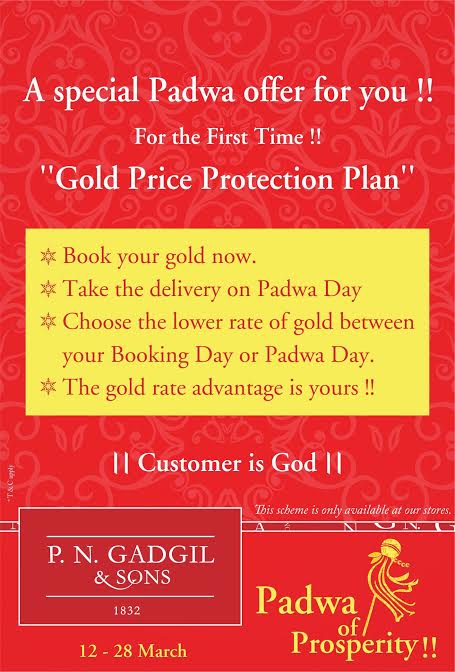 A special Padwa offer for you !!
For the First Time !!
"Gold Price Protection Plan"
Book your gold now.
Take the delivery on Padwa Day
Choose the lower rate of gold between
your Booking Day or Padwa Day.
The gold rate advantage is yours !!
|| Customer is God ||
*T &C apply
This scheme is only available at our stores.
P. N. GADGIL
& SONS
1832
12 - 28 March
Padwa
of
Prosperity !!